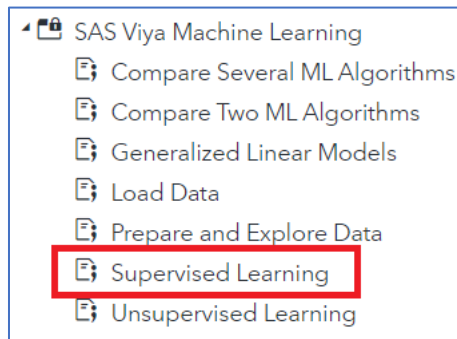 SAS Viya Machine Learning
Compare Several ML Algorithms
Compare Two ML Algorithms
Generalized Linear Models
Load Data
Prepare and Explore Data
Supervised Learning
Unsupervised Learning